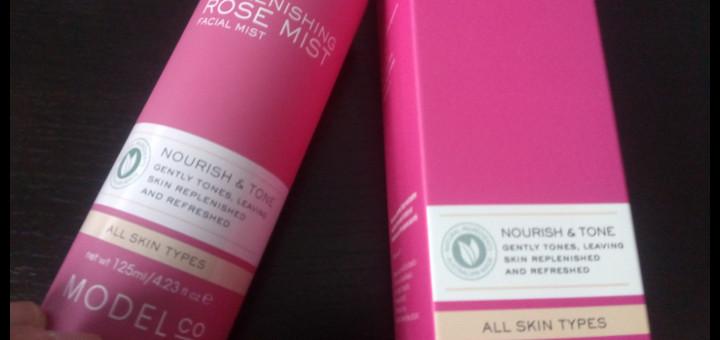 ROSE MIST
FACIAL MIST
NOURISH & TONE
GENTLY TONES, LEAVING
SKIN REPLENISHED
AND REFRESHED
ALL SKIN TYPES
net wt 125ml/4.23 fl oz e
MODEL CO
NOURISH & TONE
GENTLY TONES, LEAVING
SKIN REPLENISHED
AND REFRESHED
ALL SKIN TYPES